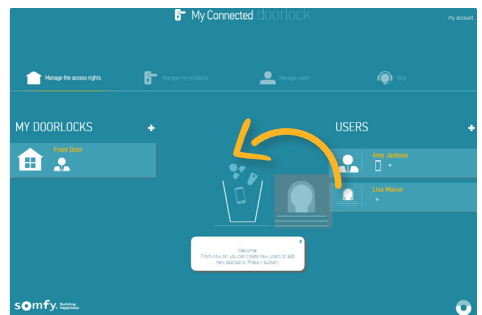 My Connected doorlock
my account
Manage the access rights
Manage my products
Manage users
Help
MY DOORLOCKS +
USERS +
Front Door
Amy Jackson
+
Lisa Mason
+
x
Welcome!
From now on, you can create new users or add
new doorlocks. Press + button!
somfy. Building
happiness